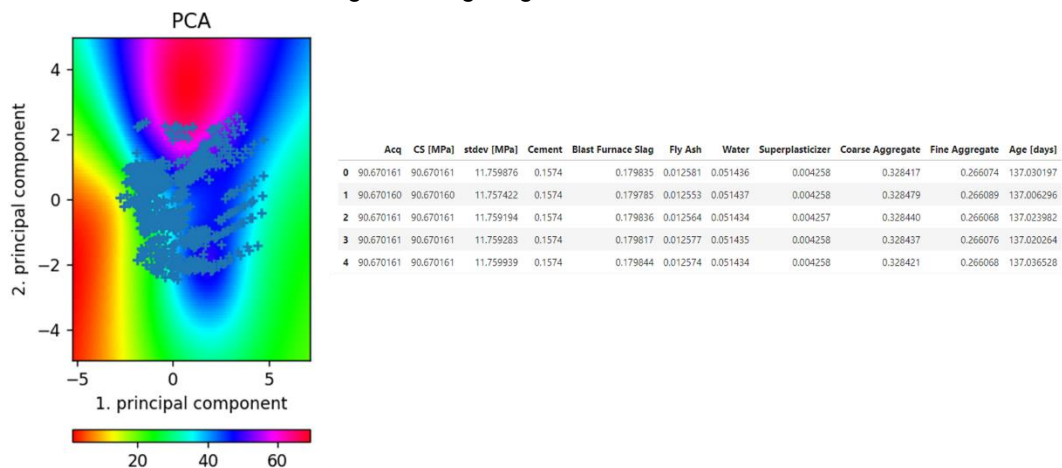 PCA
4
2
0
−2
−4
2. principal component
−5 0 5
1. principal component
20 40 60
Acq CS [MPa] stdev [MPa] Cement Blast Furnace Slag Fly Ash Water Superplasticizer Coarse Aggregate Fine Aggregate Age [days]
0 90.670161 90.670161 11.759876 0.1574 0.179835 0.012581 0.051436 0.004258 0.328417 0.266074 137.030197
1 90.670160 90.670160 11.757422 0.1574 0.179785 0.012553 0.051437 0.004258 0.328479 0.266089 137.006296
2 90.670161 90.670161 11.759194 0.1574 0.179836 0.012564 0.051434 0.004257 0.328440 0.266068 137.023982
3 90.670161 90.670161 11.759283 0.1574 0.179817 0.012577 0.051435 0.004258 0.328437 0.266076 137.020264
4 90.670161 90.670161 11.759939 0.1574 0.179844 0.012574 0.051434 0.004258 0.328421 0.266068 137.036528